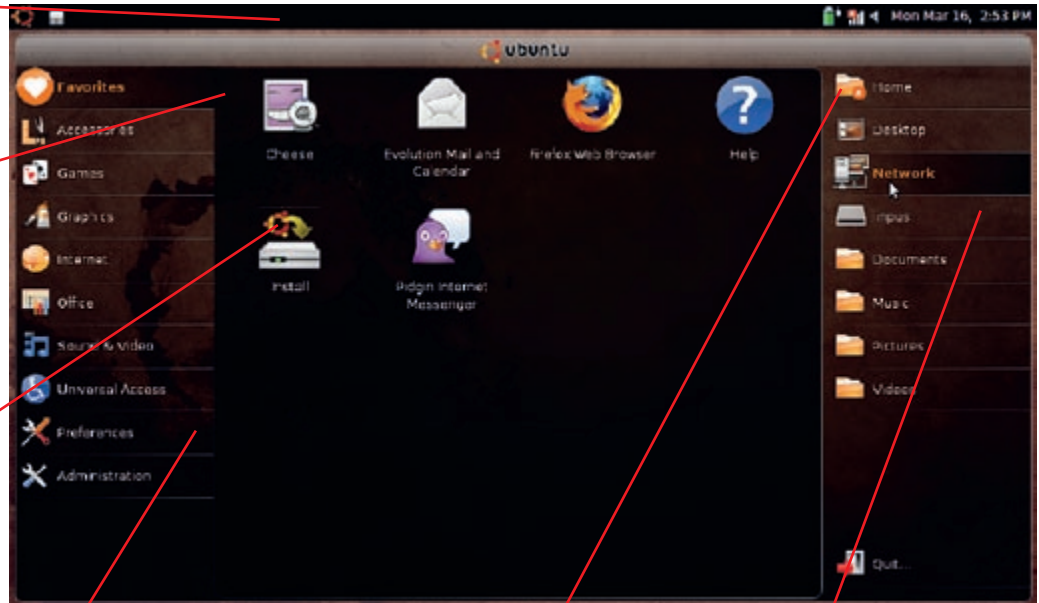 Mon Mar 16, 2:53 PM
ubuntu
Favorites
Accessories
Games
Graphics
Internet
Office
Sound & Video
Universal Access
Preferences
Administration
Cheese
Evolution Mail and
Calendar
Firefox Web Browser
Help
Install
Pidgin Internet
Messenger
Home
Desktop
Network
Documents
Music
Pictures
Videos
Quit...